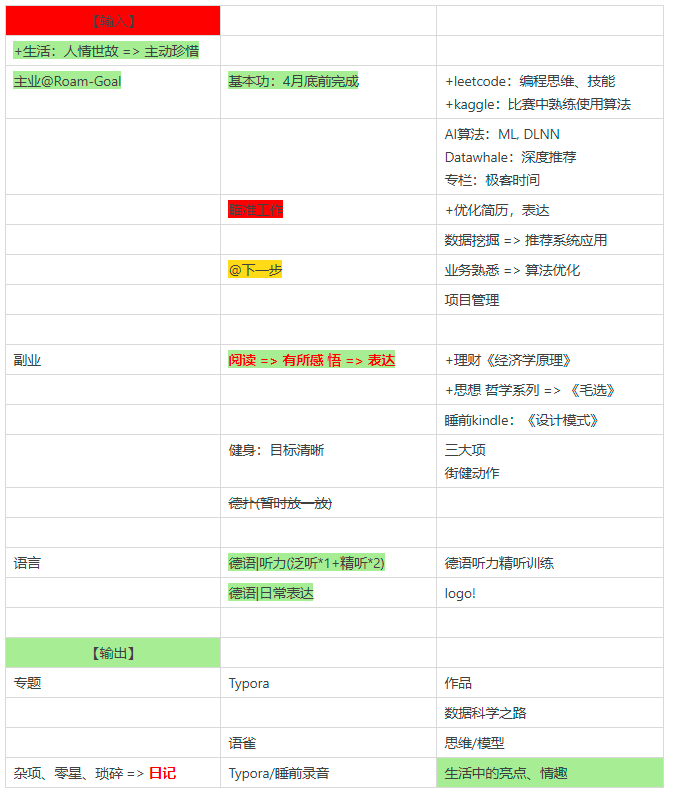 【输入】
+生活：人情世故 => 主动珍惜
主业@Roam-Goal
基本功：4月底前完成
+leetcode：编程思维、技能
+kaggle：比赛中熟练使用算法
AI算法：ML, DLNN
Datawhale：深度推荐
专栏：极客时间
瞄准工作
+优化简历，表达
数据挖掘 => 推荐系统应用
@下一步
业务熟悉 => 算法优化
项目管理
副业
阅读 => 有所感 悟 => 表达
+理财《经济学原理》
+思想 哲学系列 => 《毛选》
睡前kindle：《设计模式》
健身：目标清晰
三大项
街健动作
德扑(暂时放一放)
语言
德语|听力(泛听*1+精听*2)
德语听力精听训练
德语|日常表达
logo!
【输出】
专题
Typora
作品
数据科学之路
语雀
思维/模型
杂项、零星、琐碎 => 日记
Typora/睡前录音
生活中的亮点、情趣